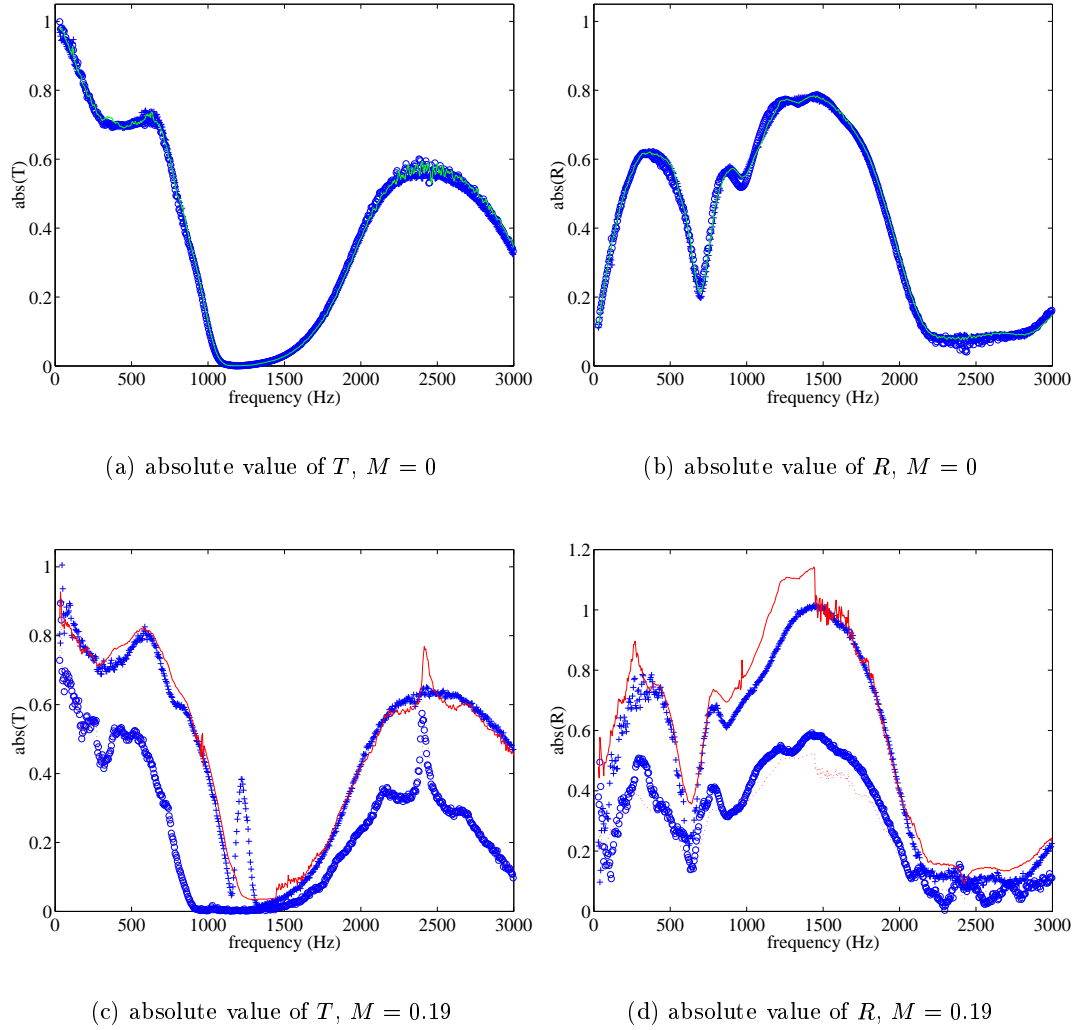 1
0.8
0.6
0.4
0.2
0
abs(T)
0 500 1000 1500 2000 2500 3000
frequency (Hz)
(a) absolute value of T, M = 0
1
0.8
0.6
0.4
0.2
0
abs(R)
0 500 1000 1500 2000 2500 3000
frequency (Hz)
(b) absolute value of R, M = 0
1
0.8
0.6
0.4
0.2
0
abs(T)
0 500 1000 1500 2000 2500 3000
frequency (Hz)
(c) absolute value of T, M = 0.19
1.2
1
0.8
0.6
0.4
0.2
0
abs(R)
0 500 1000 1500 2000 2500 3000
frequency (Hz)
(d) absolute value of R, M = 0.19